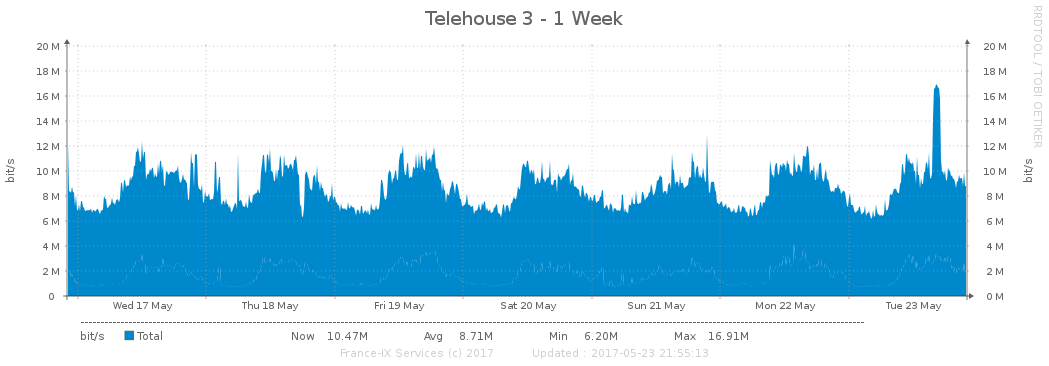 Telehouse 3 - 1 Week
RRDTOOL / TOBI OETIKER
bit/s
20 M 20 M
18 M 18 M
16 M 16 M
14 M 14 M
12 M 12 M
10 M 10 M
8 M 8 M
6 M 6 M
4 M 4 M
2 M 2 M
0 0 M
bit/s
Wed 17 May Thu 18 May Fri 19 May Sat 20 May Sun 21 May Mon 22 May Tue 23 May
bit/s Total Now 10.47M Avg 8.71M Min 6.20M Max 16.91M
France-IX Services (c) 2017 Updated : 2017-05-23 21:55:13